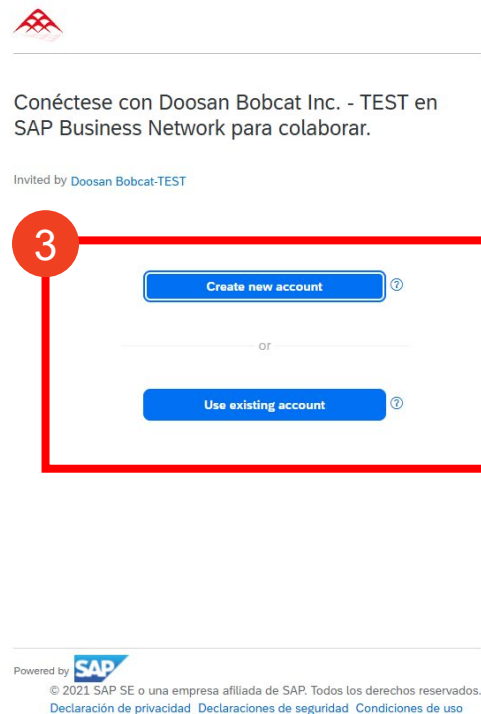 Conéctese con Doosan Bobcat Inc. - TEST en
SAP Business Network para colaborar.
Invited by Doosan Bobcat-TEST
3
Create new account ?
or
Use existing account ?
Powered by SAP
© 2021 SAP SE o una empresa afiliada de SAP. Todos los derechos reservados.
Declaración de privacidad Declaraciones de seguridad Condiciones de uso